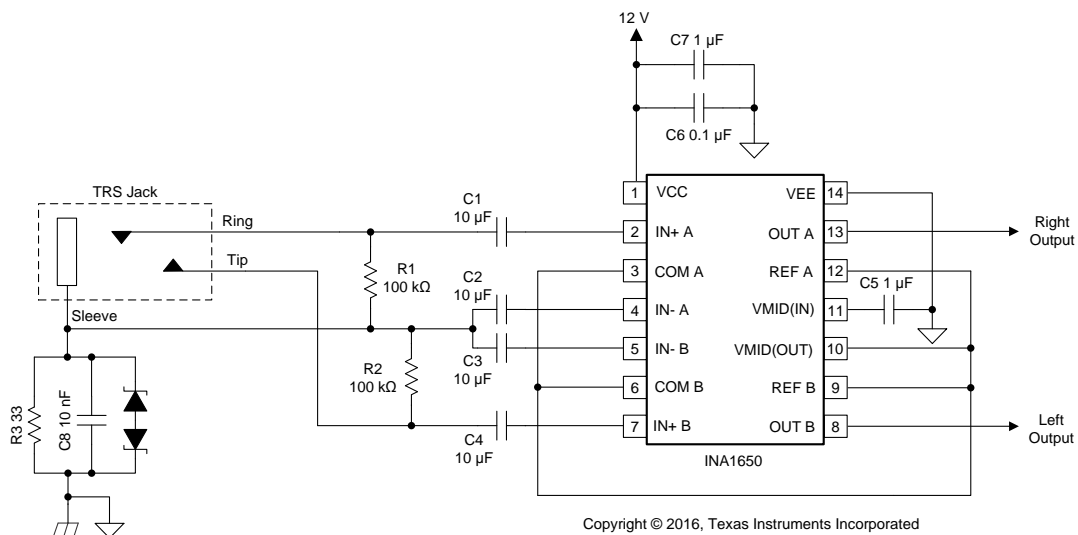 12 V
C7 1 µF
C6 0.1 µF
TRS Jack
Ring
Tip
Sleeve
C1
10 µF
R1
100 kΩ
C2
10 µF
C3
10 µF
R2
100 kΩ
C4
10 µF
R3 33
C8 10 nF
1 VCC VEE 14
2 IN+ A OUT A 13
3 COM A REF A 12
4 IN- A VMID(IN) 11
5 IN- B VMID(OUT) 10
6 COM B REF B 9
7 IN+ B OUT B 8
C5 1 µF
INA1650
Right
Output
Left
Output
Copyright © 2016, Texas Instruments Incorporated